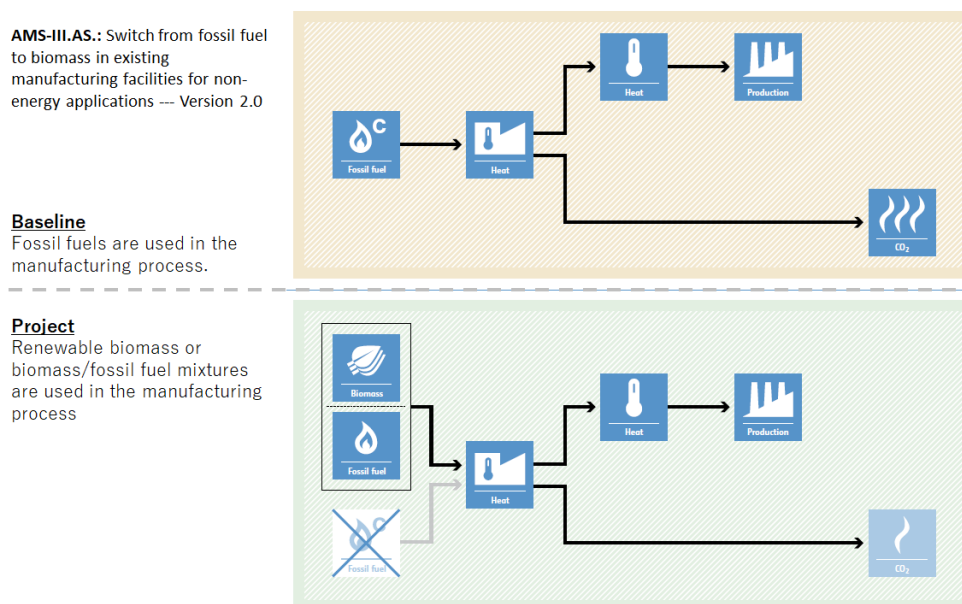 AMS-III.AS.: Switch from fossil fuel
to biomass in existing
manufacturing facilities for non-
energy applications --- Version 2.0
Heat
Production
C
Fossil fuel
Heat
CO₂
Baseline
Fossil fuels are used in the
manufacturing process.
Project
Renewable biomass or
biomass/fossil fuel mixtures
are used in the manufacturing
process
Biomass
Fossil fuel
Heat
Production
Heat
C
Fossil fuel
CO₂